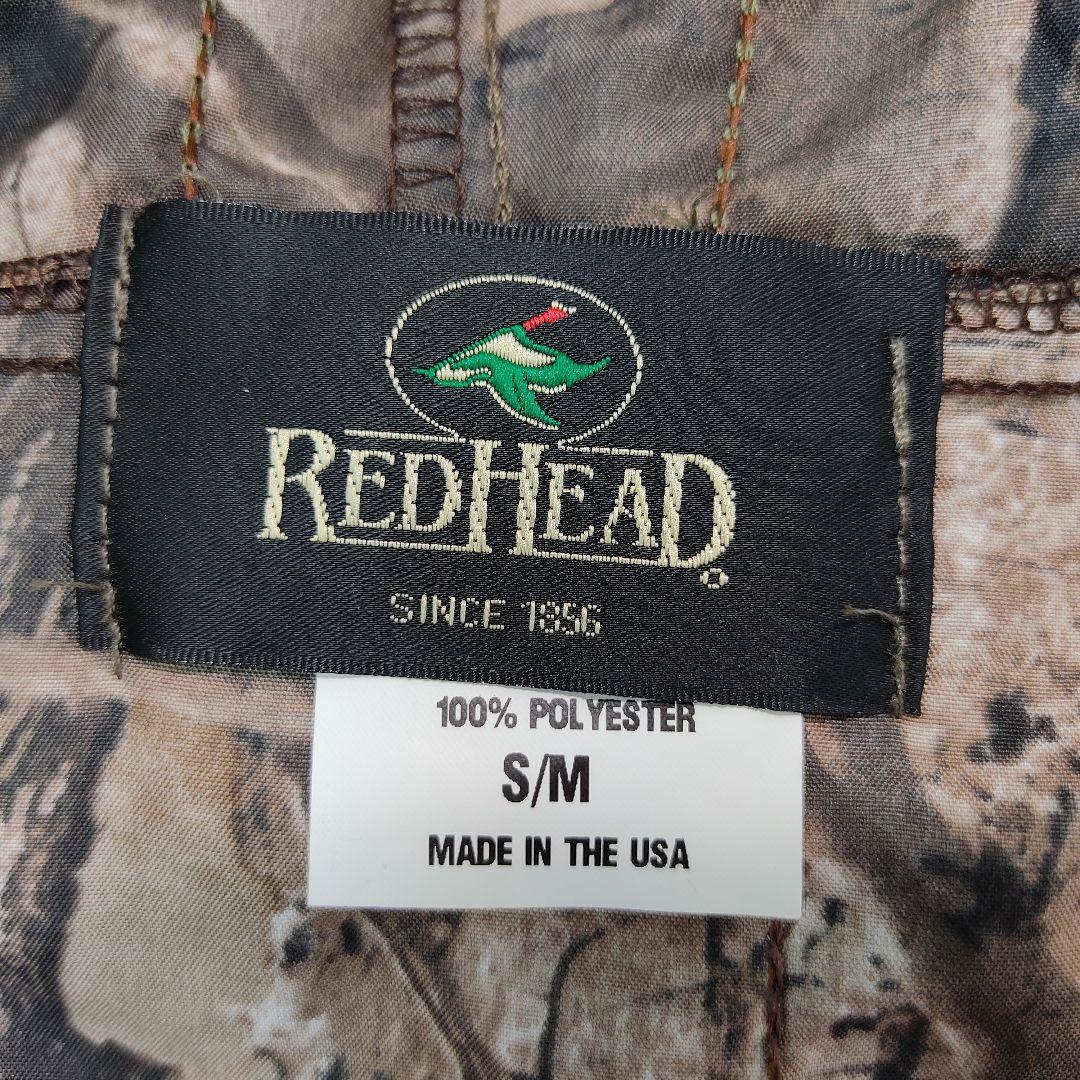 REDHEAD®
SINCE 1856
100% POLYESTER
S/M
MADE IN THE USA